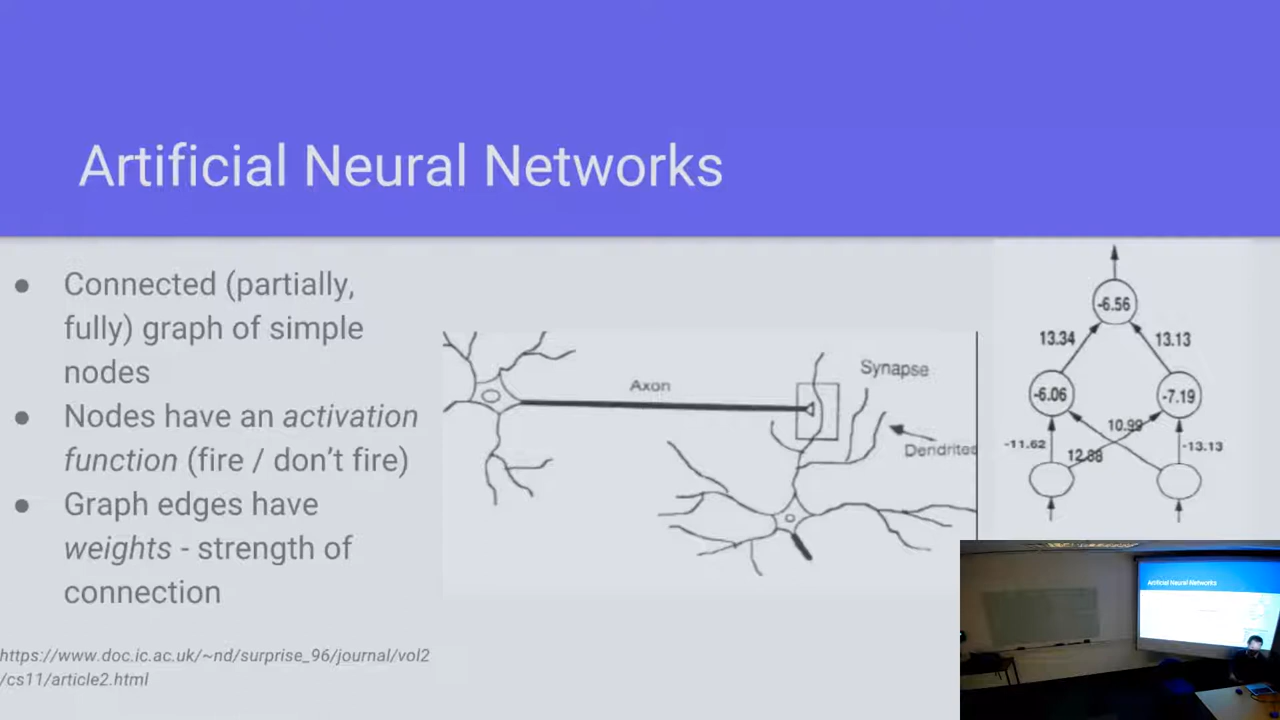 Artificial Neural Networks
● Connected (partially,
fully) graph of simple
nodes
● Nodes have an activation
function (fire / don’t fire)
● Graph edges have
weights - strength of
connection
https://www.doc.ic.ac.uk/~nd/surprise_96/journal/vol2
/cs11/article2.html
Axon
Synapse
Dendrites
-6.56
13.34
13.13
-6.06
-7.19
10.99
-11.62
12.88
-13.13
Artificial Neural Networks